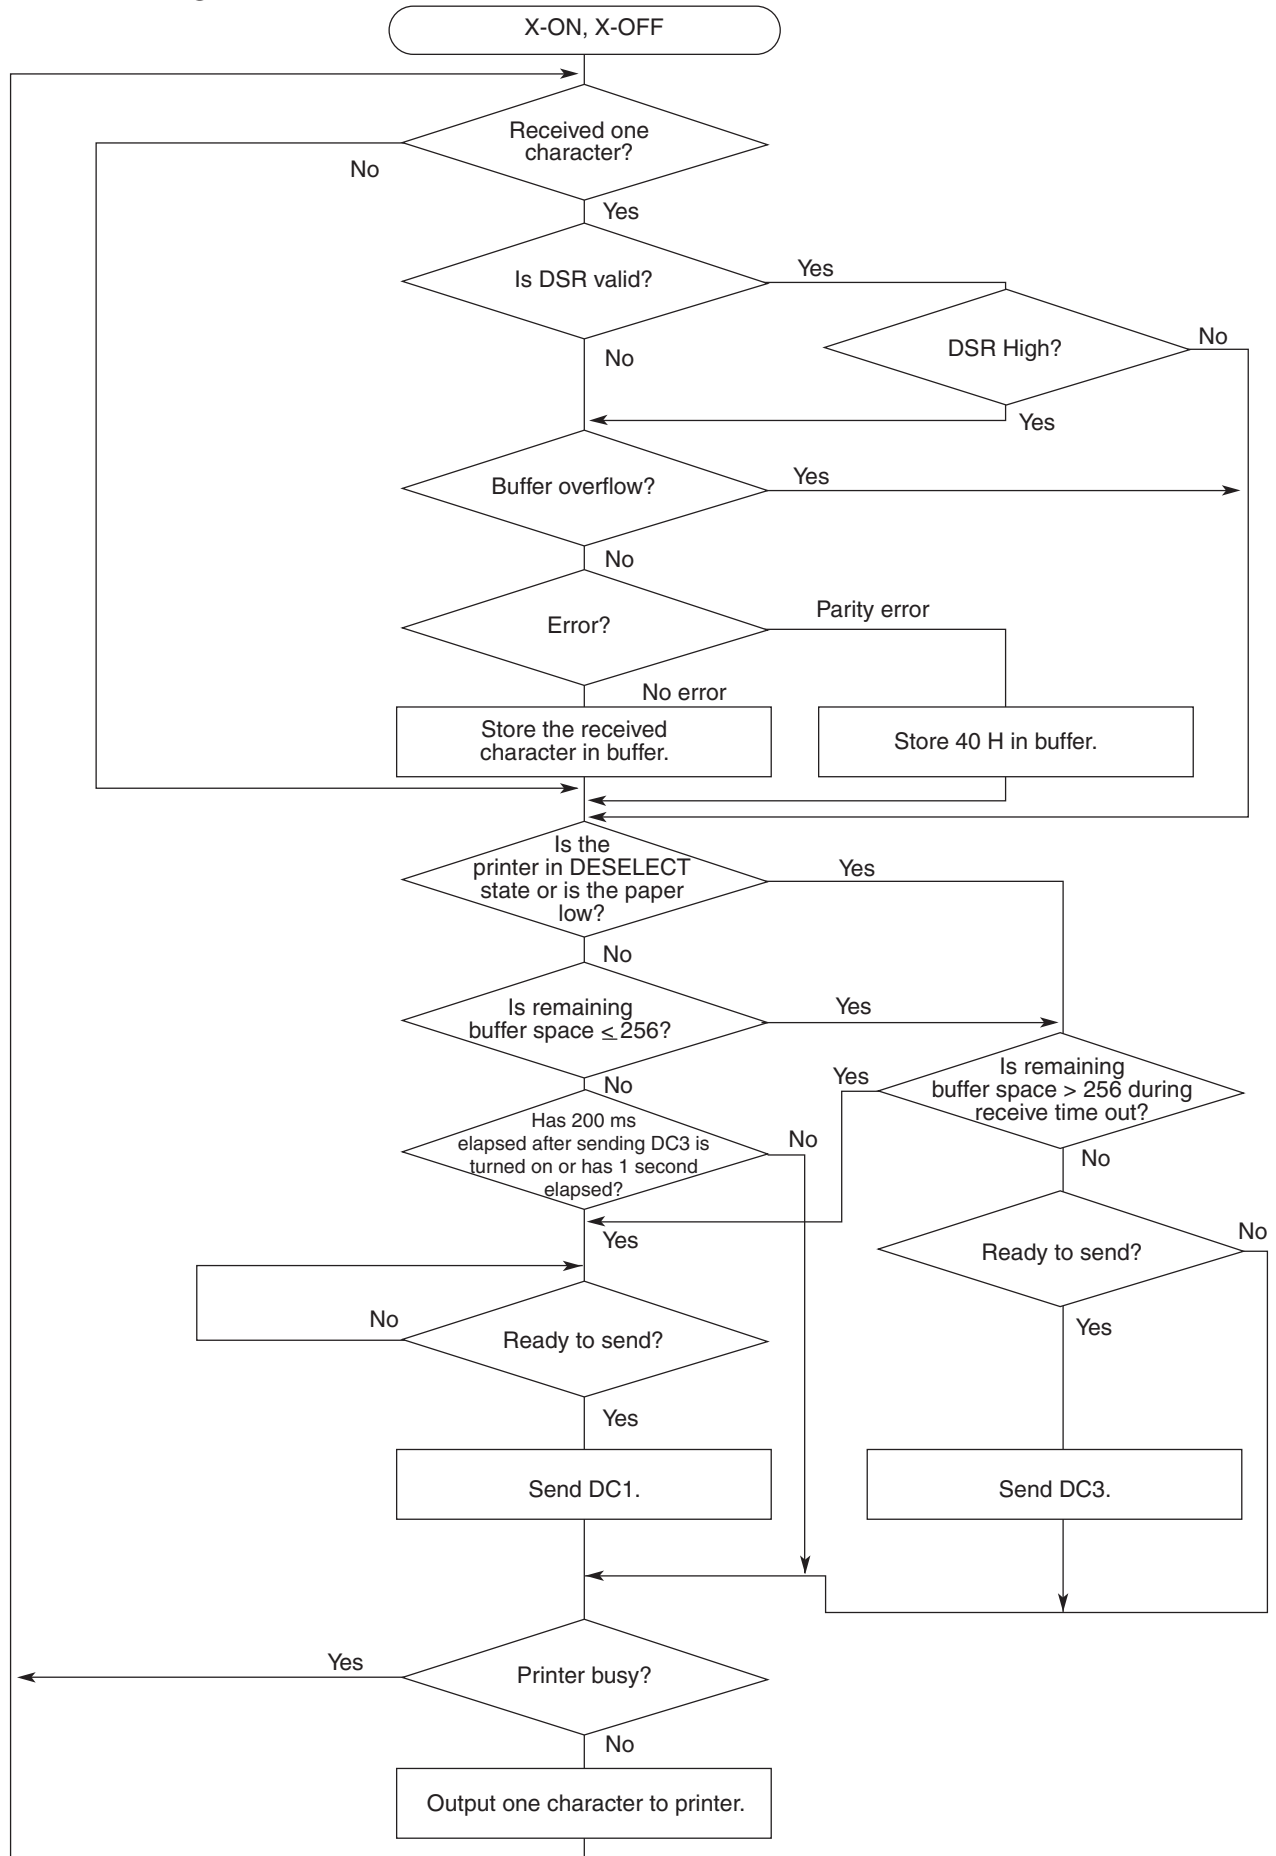 X-ON, X-OFF
Received one
character?
No
Yes
Is DSR valid?
Yes
DSR High?
No
No
Yes
Buffer overflow?
Yes
No
Error?
Parity error
No error
Store the received
character in buffer.
Store 40 H in buffer.
Is the
printer in DESELECT
state or is the paper
low?
Yes
No
Is remaining
buffer space ≤ 256?
Yes
No
Is remaining
buffer space > 256 during
receive time out?
Yes
No
Has 200 ms
elapsed after sending DC3 is
turned on or has 1 second
elapsed?
No
Yes
Ready to send?
No
Yes
Ready to send?
No
Yes
Send DC1.
Send DC3.
Printer busy?
Yes
No
Output one character to printer.